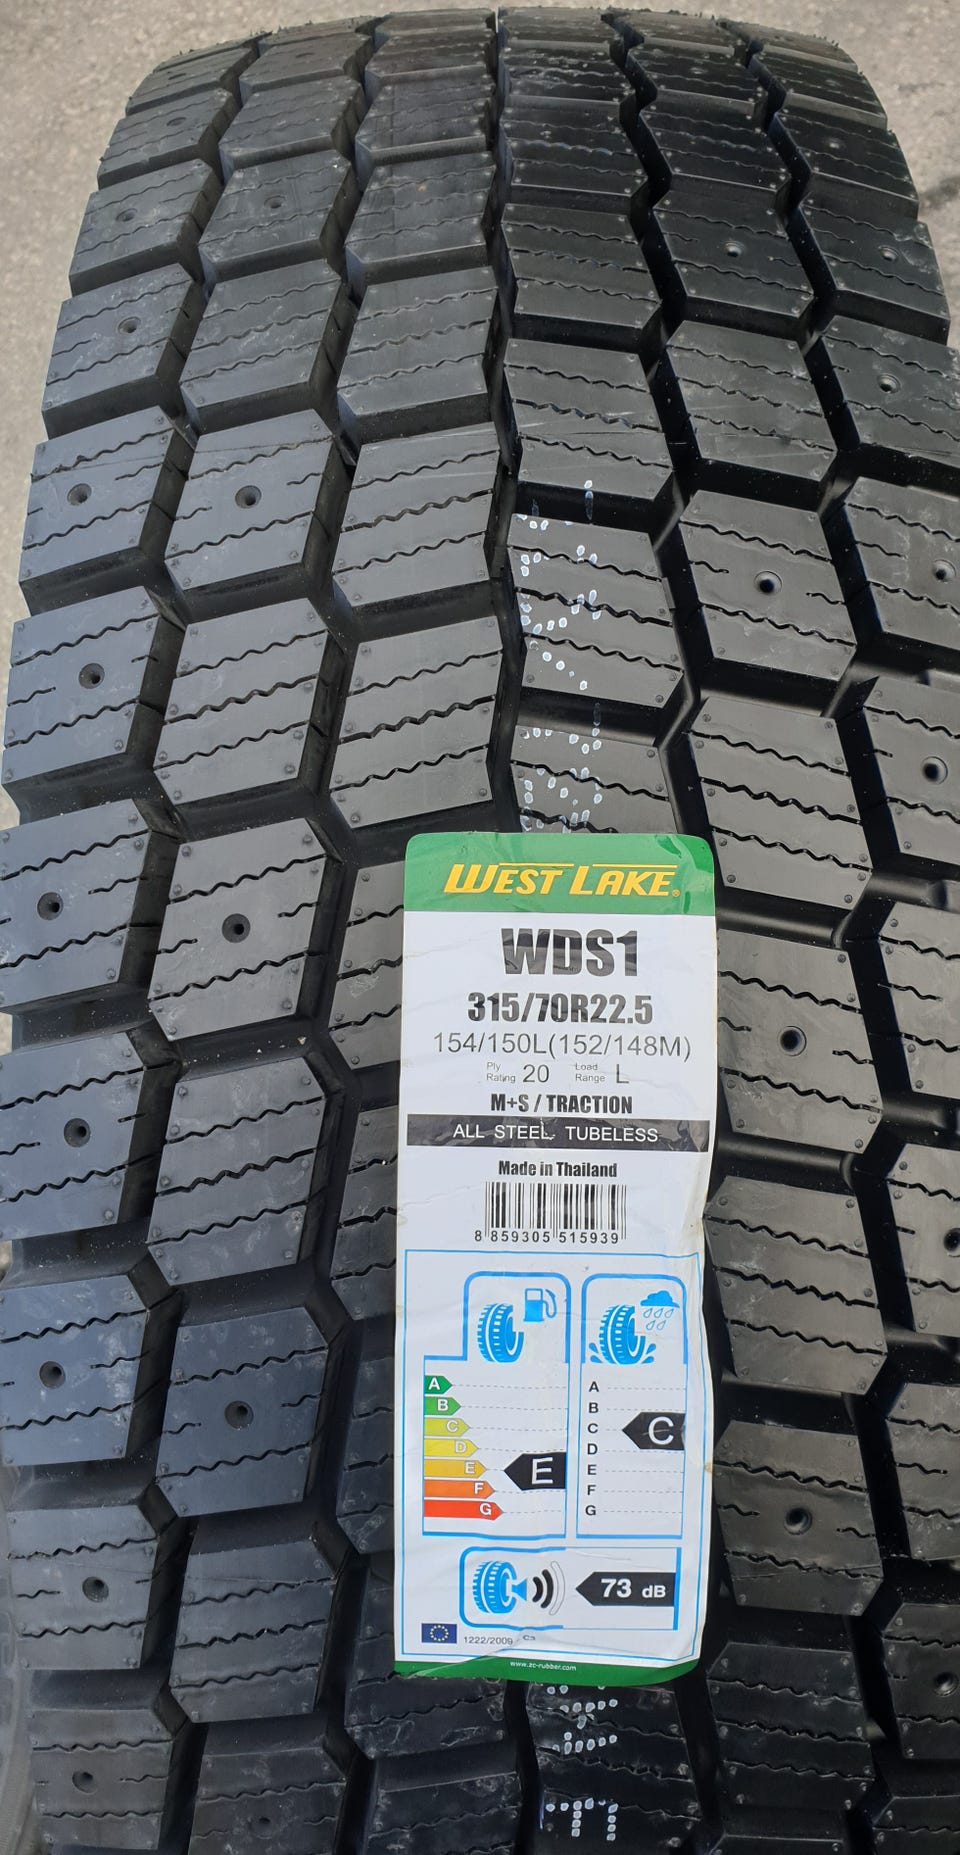 WEST LAKE®
WDS1
315/70R22.5
154/150L(152/148M)
Ply Rating 20 Load Range L
M+S / TRACTION
ALL STEEL TUBELESS
Made in Thailand
8 859305 515939
A
B
C
D
E
F
G
E
A
B
C
D
E
F
G
C
73 dB
1222/2009 - C3
www.zc-rubber.com